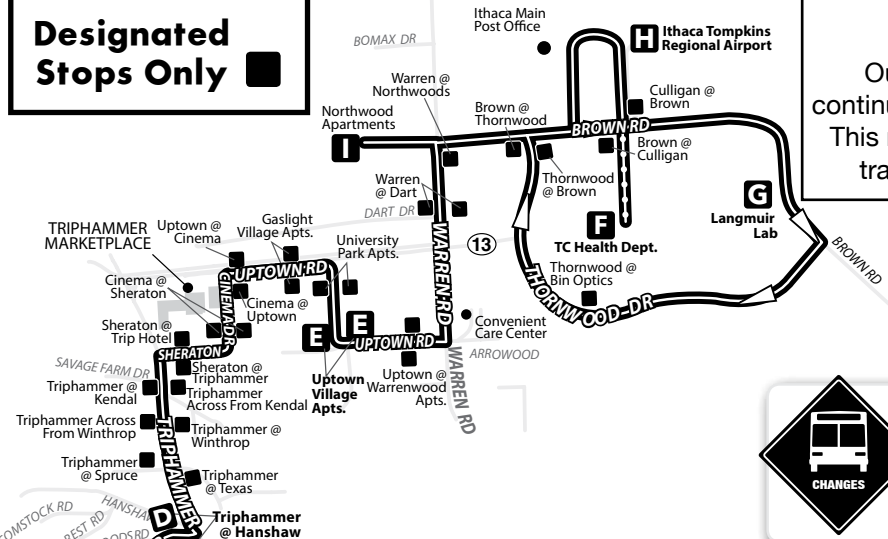 Designated
Stops Only
BOMAX DR
Ithaca Main
Post Office
H
Ithaca Tompkins
Regional Airport
Warren @
Northwoods
Northwood
Apartments
I
Brown @
Thornwood
Culligan @
Brown
BROWN RD
Brown @
Culligan
Thornwood
@ Brown
Warren
@ Dart
DART DR
F
TC Health Dept.
G
Langmuir
Lab
BROWN RD
TRIPHAMMER
MARKETPLACE
Uptown @
Cinema
Gaslight
Village Apts.
University
Park Apts.
WARREN RD
13
THORNWOOD DR
Thornwood @
Bin Optics
UPTOWN RD
Cinema @
Sheraton
CINEMA DR
Cinema @
Uptown
Sheraton @
Trip Hotel
E
E
UPTOWN RD
Convenient
Care Center
ARROWOOD
SHERATON
SAVAGE FARM DR
Sheraton @
Triphammer
Triphammer @
Kendal
Triphammer
Across From Kendal
Uptown
Village
Apts.
Uptown @
Warrenwood
Apts.
WARREN RD
Triphammer Across
From Winthrop
Triphammer @
Winthrop
TRIPHAMMER
Triphammer
@ Spruce
Triphammer
@ Texas
D
Triphammer
@ Hanshaw
COMSTOCK RD
HANSHAW
CHANGES